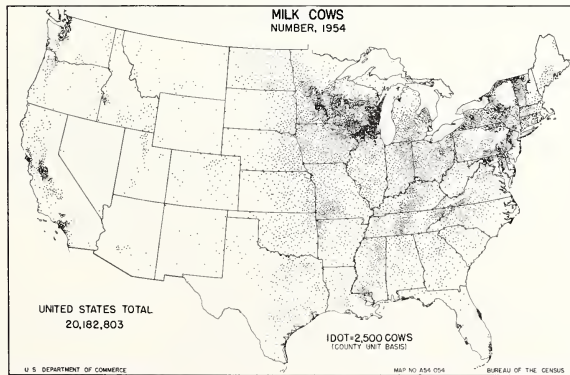 MILK COWS
NUMBER, 1954
UNITED STATES TOTAL
20,182,803
1 DOT=2,500 COWS
(COUNTY UNIT BASIS)
U S DEPARTMENT OF COMMERCE
MAP NO A54-054
BUREAU OF THE CENSUS